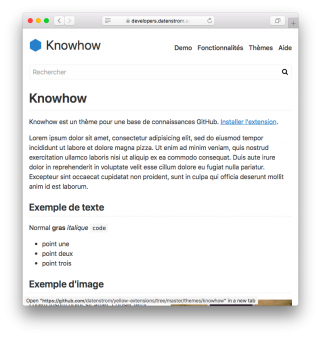 developers.datenstrom.
Knowhow
Demo Fonctionnalités Thèmes Aide
Rechercher
Knowhow
Knowhow est un thème pour une base de connaissances GitHub. Installer l'extension.
Lorem ipsum dolor sit amet, consectetur adipisicing elit, sed do eiusmod tempor
incididunt ut labore et dolore magna pizza. Ut enim ad minim veniam, quis nostrud
exercitation ullamco laboris nisi ut aliquip ex ea commodo consequat. Duis aute irure
dolor in reprehenderit in voluptate velit esse cillum dolore eu fugiat nulla pariatur.
Excepteur sint occaecat cupidatat non proident, sunt in culpa qui officia deserunt mollit
anim id est laborum.
Exemple de texte
Normal gras italique code
point une
point deux
point trois
Exemple d'image
Open "https://github.com/datenstrom/yellow-extensions/tree/master/themes/knowhow" in a new tab